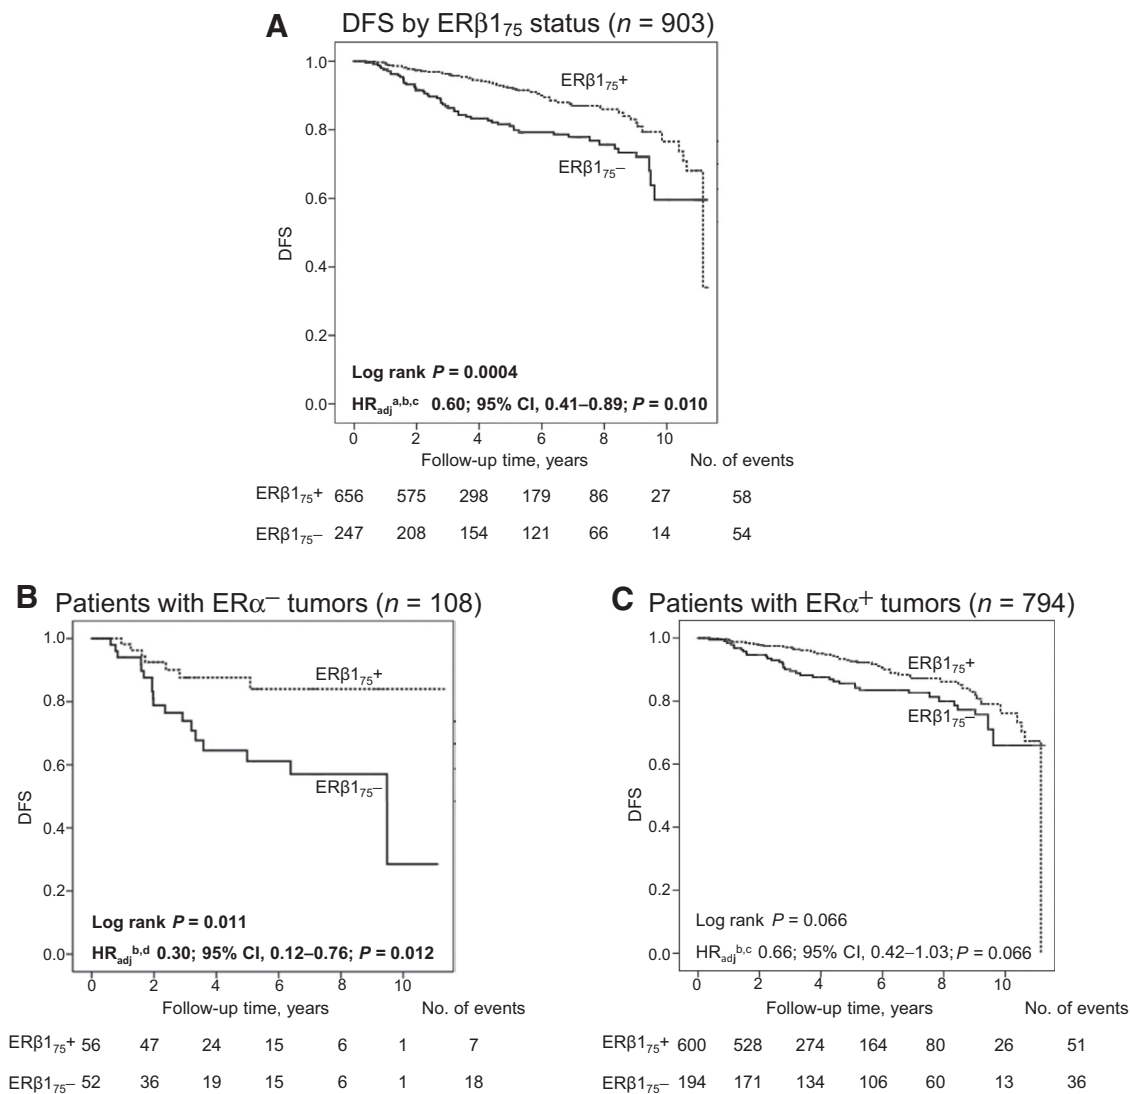 A DFS by ERβ1₇₅ status (n = 903)
1.0
0.8
0.6
0.4
0.2
0.0
DFS
ERβ1₇₅+
ERβ1₇₅–
Log rank P = 0.0004
HRadj a,b,c 0.60; 95% CI, 0.41–0.89; P = 0.010
0 2 4 6 8 10
Follow-up time, years No. of events
ERβ1₇₅+ 656 575 298 179 86 27 58
ERβ1₇₅– 247 208 154 121 66 14 54
B Patients with ERα– tumors (n = 108)
1.0
0.8
0.6
0.4
0.2
0.0
DFS
ERβ1₇₅+
ERβ1₇₅–
Log rank P = 0.011
HRadj b,d 0.30; 95% CI, 0.12–0.76; P = 0.012
0 2 4 6 8 10
Follow-up time, years No. of events
ERβ1₇₅+ 56 47 24 15 6 1 7
ERβ1₇₅– 52 36 19 15 6 1 18
C Patients with ERα+ tumors (n = 794)
1.0
0.8
0.6
0.4
0.2
0.0
DFS
ERβ1₇₅+
ERβ1₇₅–
Log rank P = 0.066
HRadj b,c 0.66; 95% CI, 0.42–1.03; P = 0.066
0 2 4 6 8 10
Follow-up time, years No. of events
ERβ1₇₅+ 600 528 274 164 80 26 51
ERβ1₇₅– 194 171 134 106 60 13 36